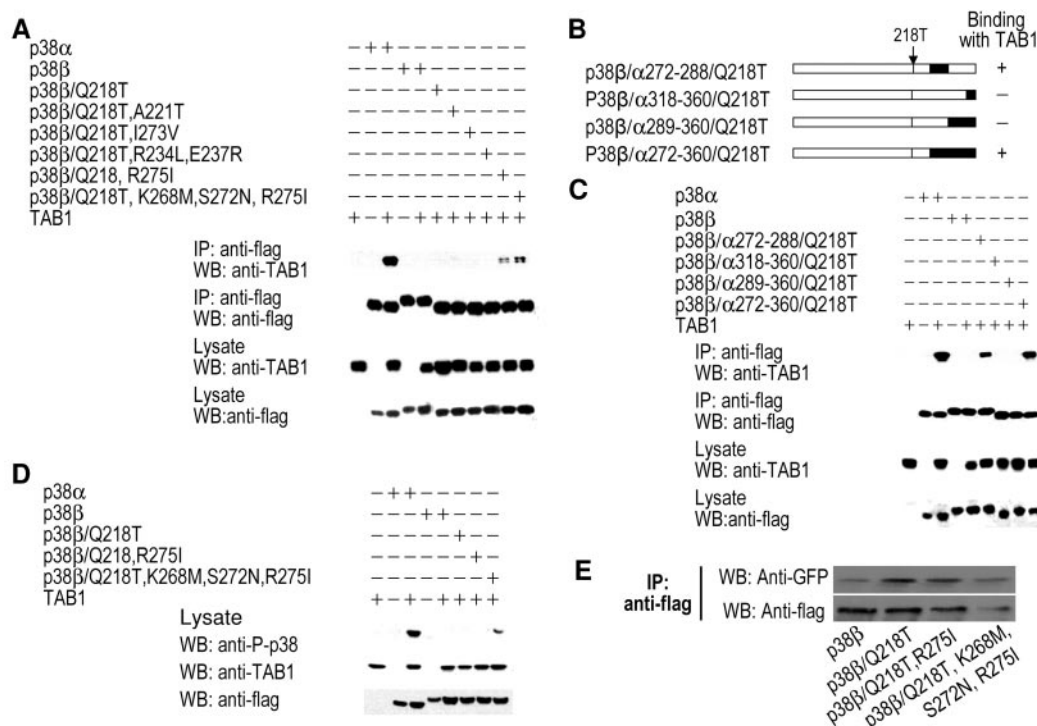 A
p38α − + + − − − − − − − −
p38β − − − + + − − − − − −
p38β/Q218T − − − − − + − − − − −
p38β/Q218T,A221T − − − − − − + − − − −
p38β/Q218T,I273V − − − − − − − + − − −
p38β/Q218T,R234L,E237R − − − − − − − − + − −
p38β/Q218, R275I − − − − − − − − − + −
p38β/Q218T, K268M,S272N, R275I − − − − − − − − − − +
TAB1 + − + − + + + + + + +
IP: anti-flag
WB: anti-TAB1
IP: anti-flag
WB: anti-flag
Lysate
WB: anti-TAB1
Lysate
WB:anti-flag
B
218T
Binding
with TAB1
p38β/α272-288/Q218T +
P38β/α318-360/Q218T −
p38β/α289-360/Q218T −
P38β/α272-360/Q218T +
C
p38α − + + − − − − − −
p38β − − − + + − − − −
p38β/α272-288/Q218T − − − − − + − − −
p38β/α318-360/Q218T − − − − − − + − −
p38β/α289-360/Q218T − − − − − − − + −
p38β/α272-360/Q218T − − − − − − − − +
TAB1 + − + − + + + + +
IP: anti-flag
WB: anti-TAB1
IP: anti-flag
WB: anti-flag
Lysate
WB: anti-TAB1
Lysate
WB:anti-flag
D
p38α − + + − − − − −
p38β − − − + + − − −
p38β/Q218T − − − − − + − −
p38β/Q218,R275I − − − − − − + −
p38β/Q218T,K268M,S272N,R275I − − − − − − − +
TAB1 + − + − + + + +
Lysate
WB: anti-P-p38
WB: anti-TAB1
WB: anti-flag
E
IP:
anti-flag
WB: Anti-GFP
WB: Anti-flag
p38β
p38β/Q218T
p38β/Q218T,R275I
p38β/Q218T, K268M,
S272N, R275I